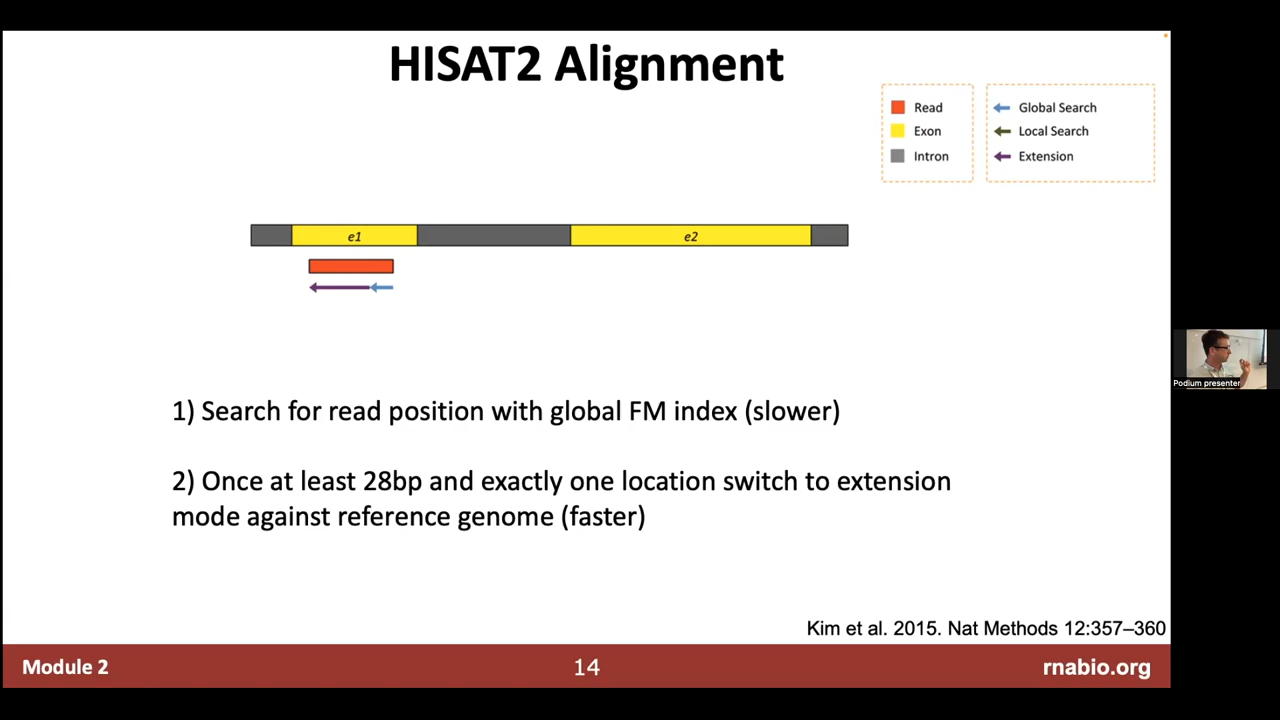 HISAT2 Alignment
Read
Exon
Intron
Global Search
Local Search
Extension
e1
e2
1) Search for read position with global FM index (slower)
2) Once at least 28bp and exactly one location switch to extension
mode against reference genome (faster)
Kim et al. 2015. Nat Methods 12:357–360
Module 2
14
rnabio.org
Podium presenter